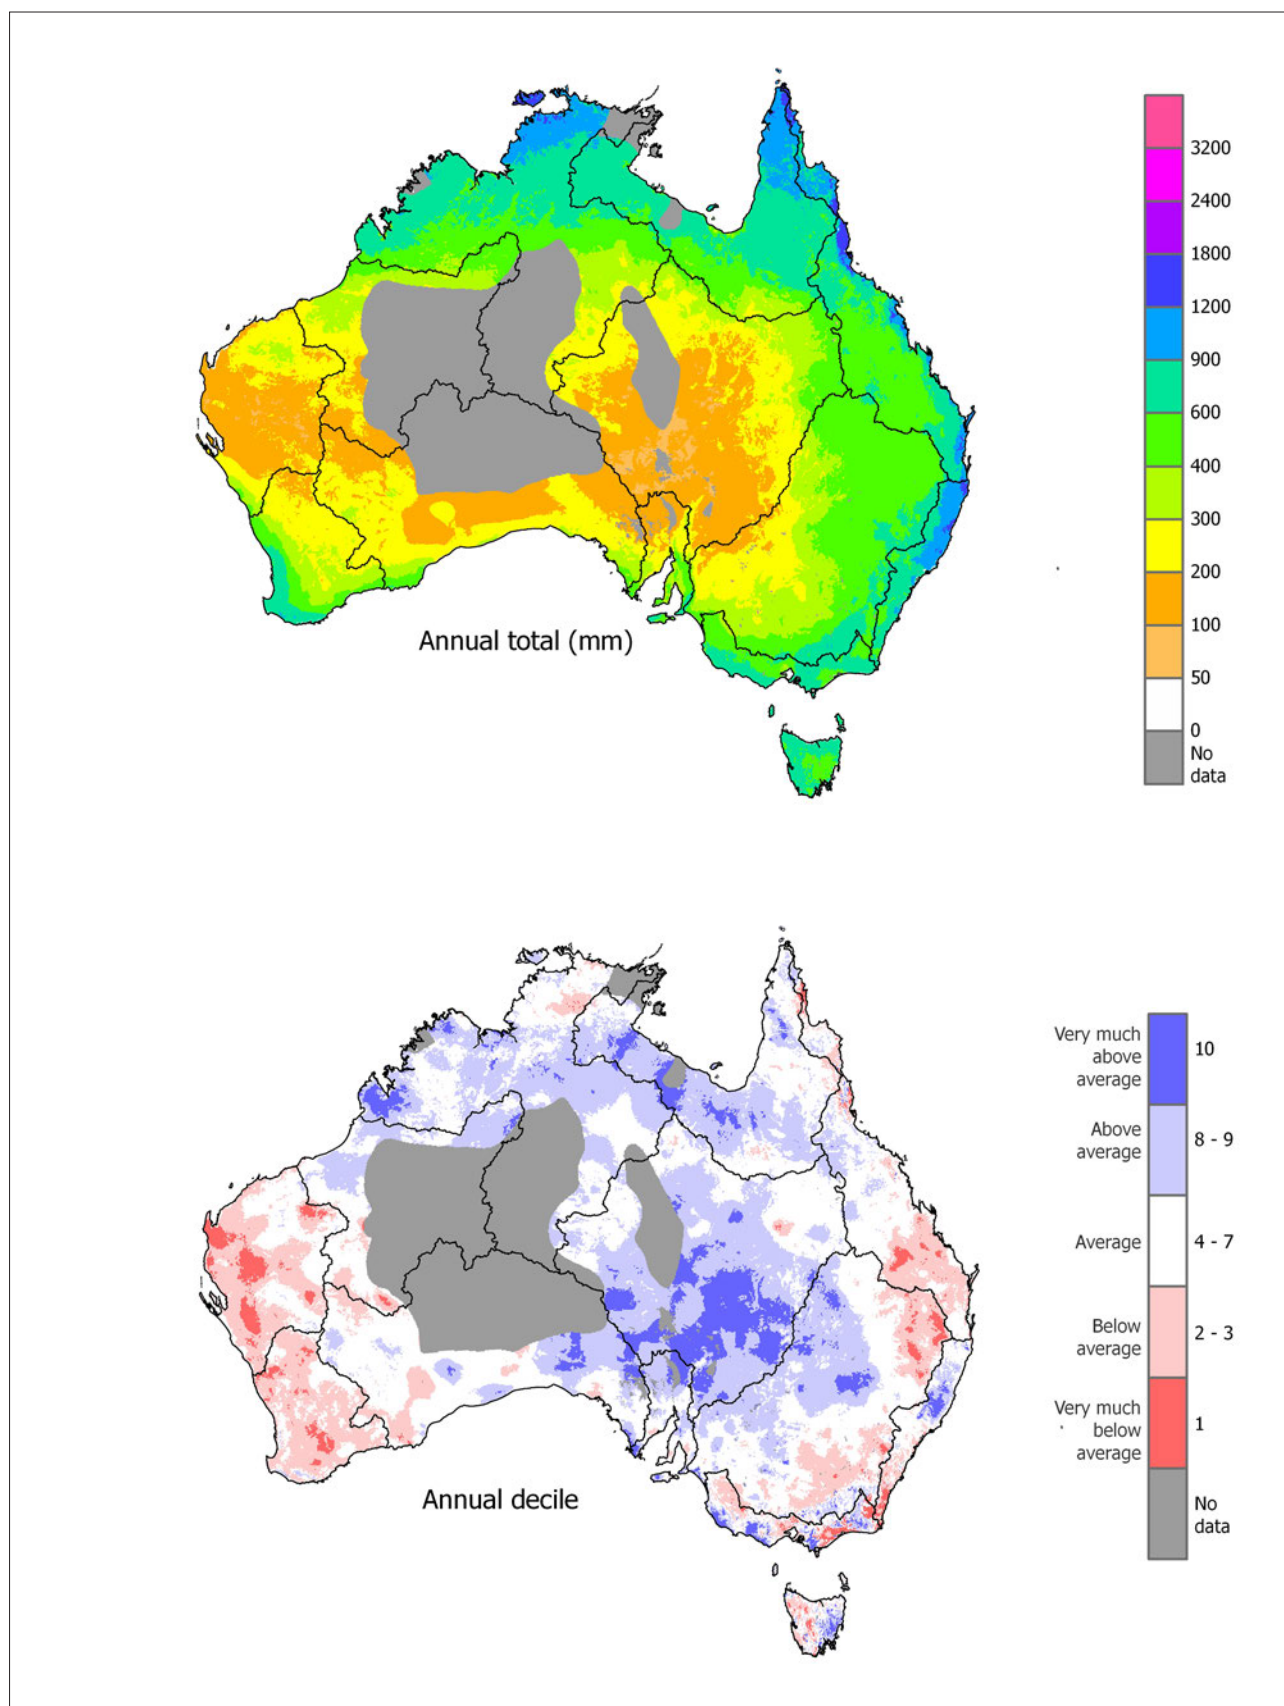 3200
2400
1800
1200
900
600
400
300
200
100
50
0
No
data
Annual total (mm)
Very much
above
average
10
Above
average
8 - 9
Average
4 - 7
Below
average
2 - 3
Very much
below
average
1
No
data
Annual decile